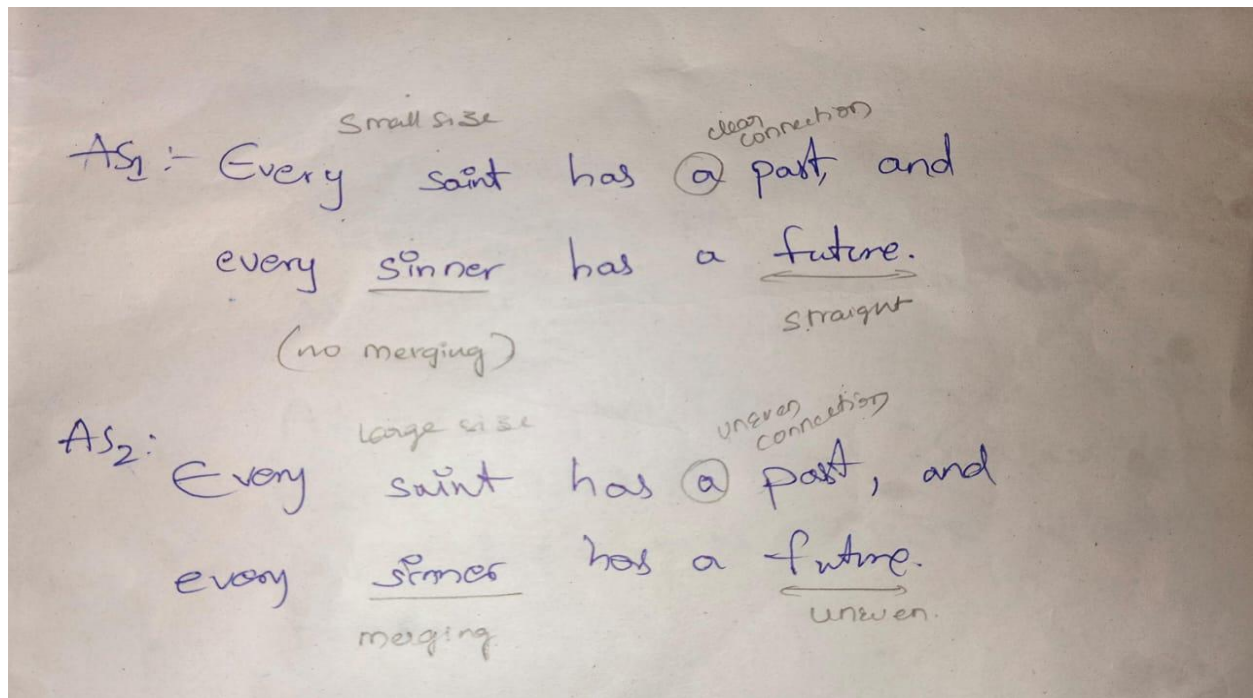 Small size clear connection
AS1 :- Every saint has a past, and
every sinner has a future.
straight
(no merging)
Large size uneven connection
AS2:
Every saint has a past, and
every sinner has a future.
merging uneven.